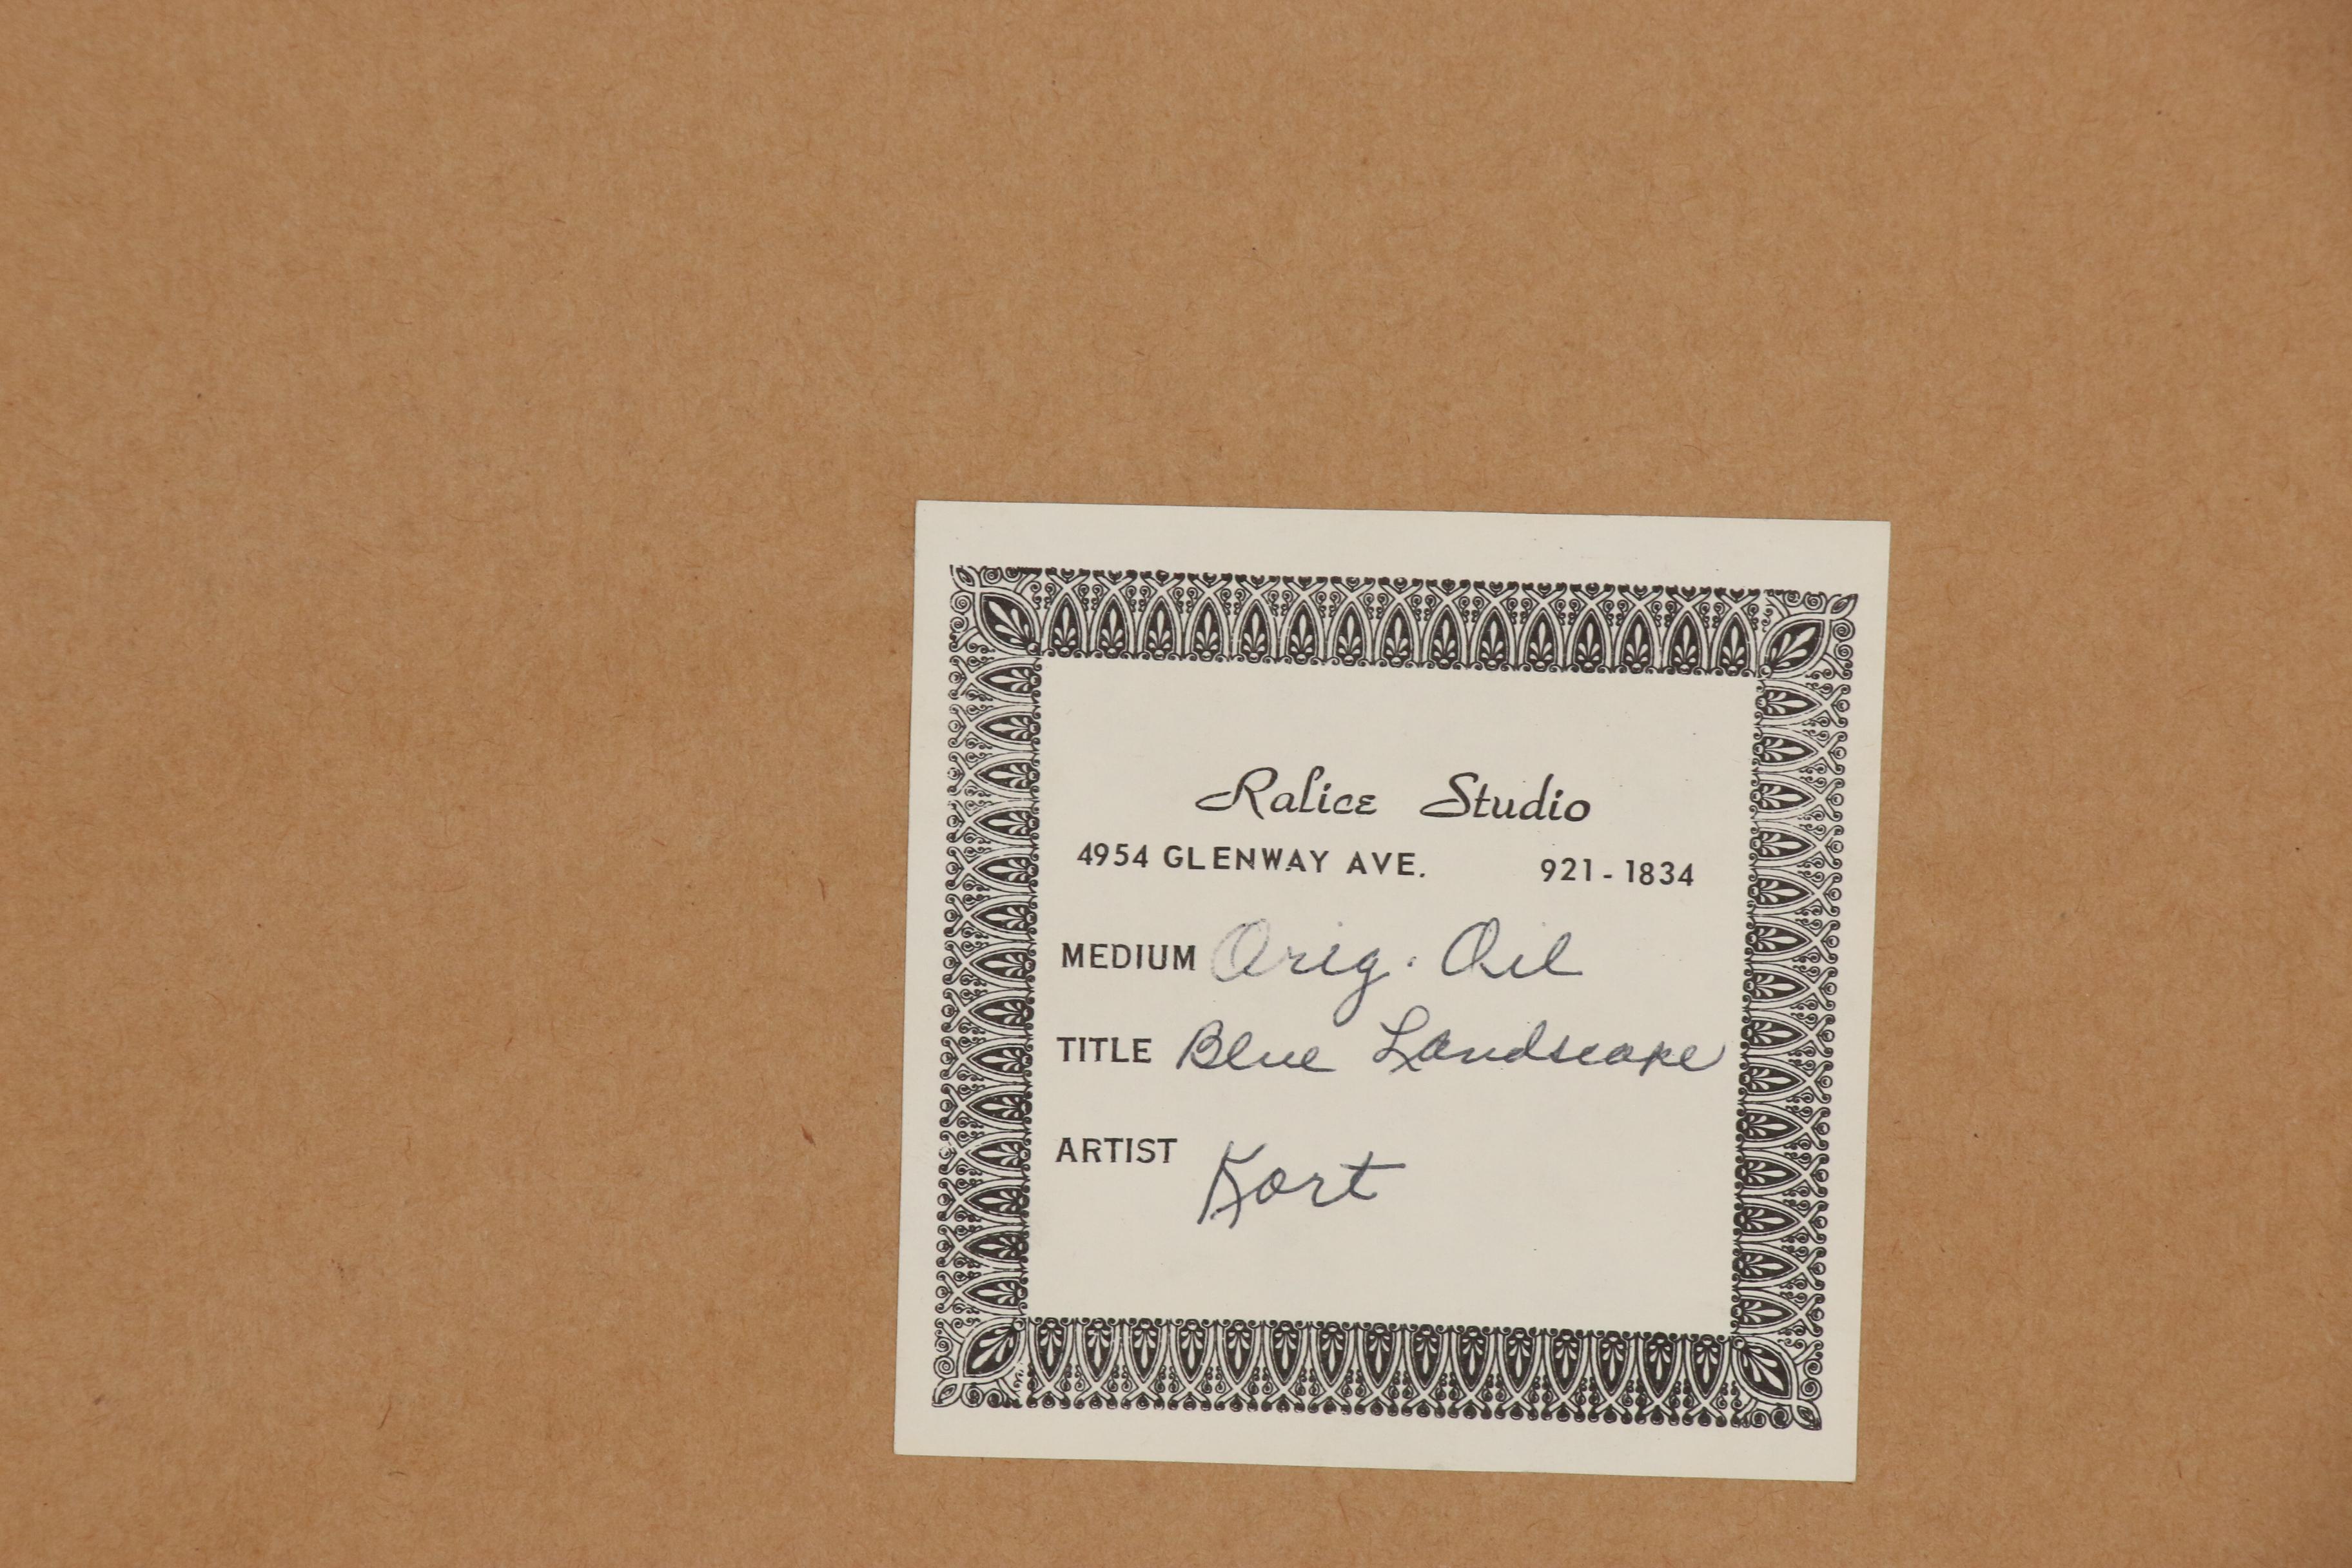 Ralice Studio
4954 GLENWAY AVE. 921-1834
MEDIUM Orig. Oil
TITLE Blue Landscape
ARTIST Kort